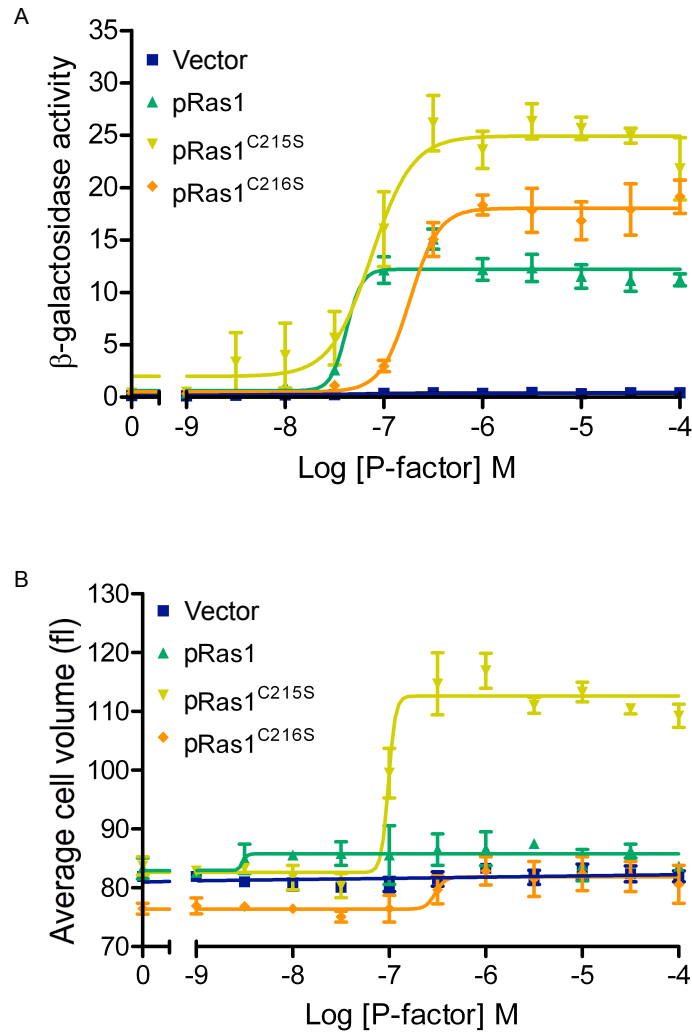 A
35
30
25
20
15
10
5
0
β-galactosidase activity
Vector
pRas1
pRas1C215S
pRas1C216S
0 -9 -8 -7 -6 -5 -4
Log [P-factor] M
B
130
120
110
100
90
80
70
Average cell volume (fl)
Vector
pRas1
pRas1C215S
pRas1C216S
0 -9 -8 -7 -6 -5 -4
Log [P-factor] M